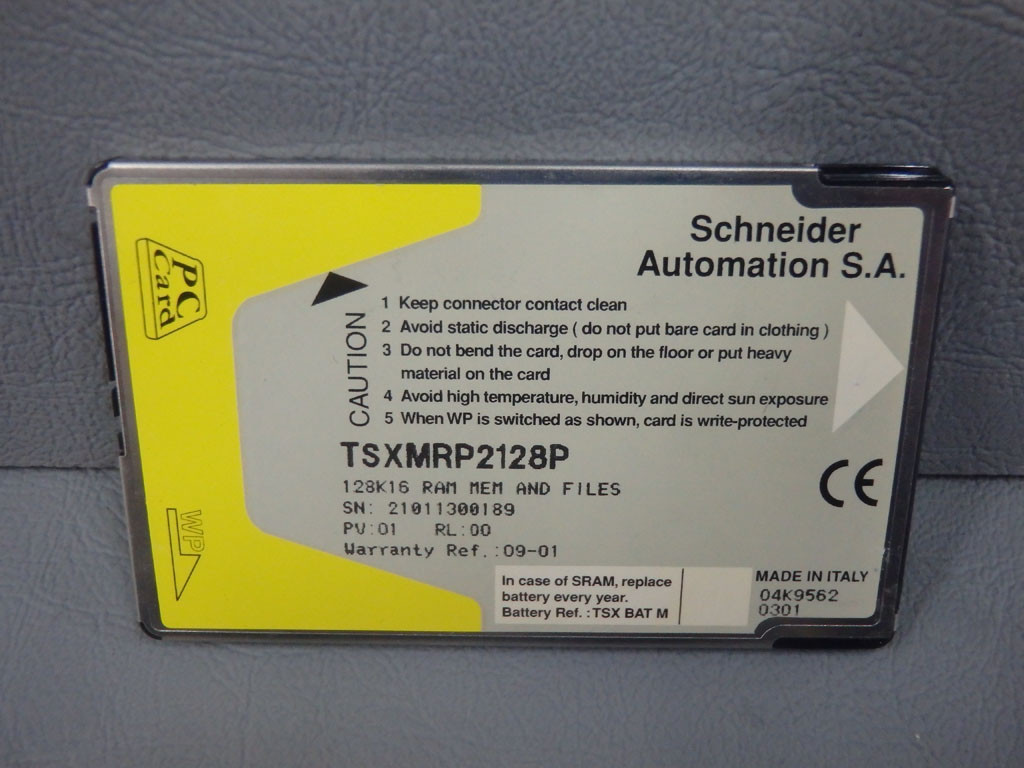 Schneider
Automation S.A.
PC
Card
CAUTION
1 Keep connector contact clean
2 Avoid static discharge ( do not put bare card in clothing )
3 Do not bend the card, drop on the floor or put heavy
material on the card
4 Avoid high temperature, humidity and direct sun exposure
5 When WP is switched as shown, card is write-protected
TSXMRP2128P
128K16 RAM MEM AND FILES
SN: 21011300189
PV:01 RL:00
Warranty Ref.:09-01
CE
WP
In case of SRAM, replace
battery every year.
Battery Ref. : TSX BAT M
MADE IN ITALY
04K9562
0301